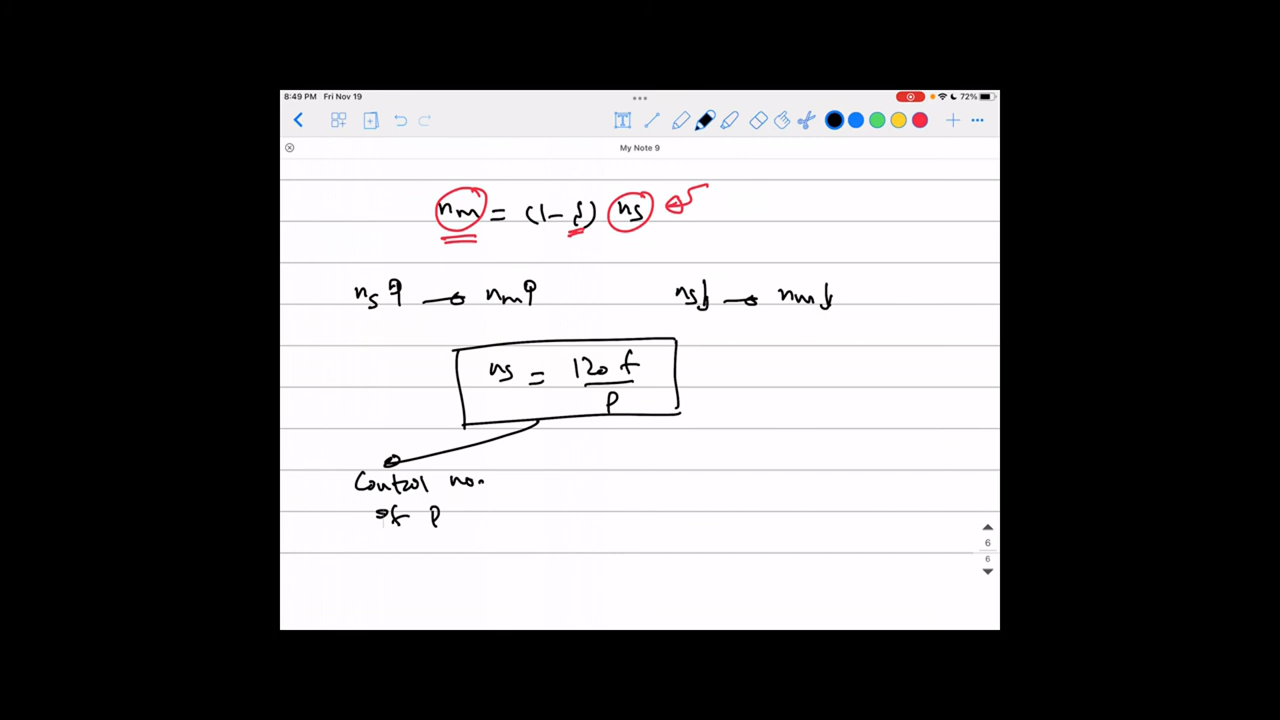 8:49 PM Fri Nov 19
72%
My Note 9
nm = (1-s) ns
ns↑ → nm↑
ns↓ → nm↓
ns = 120 f / P
Control no.
of P
6
6